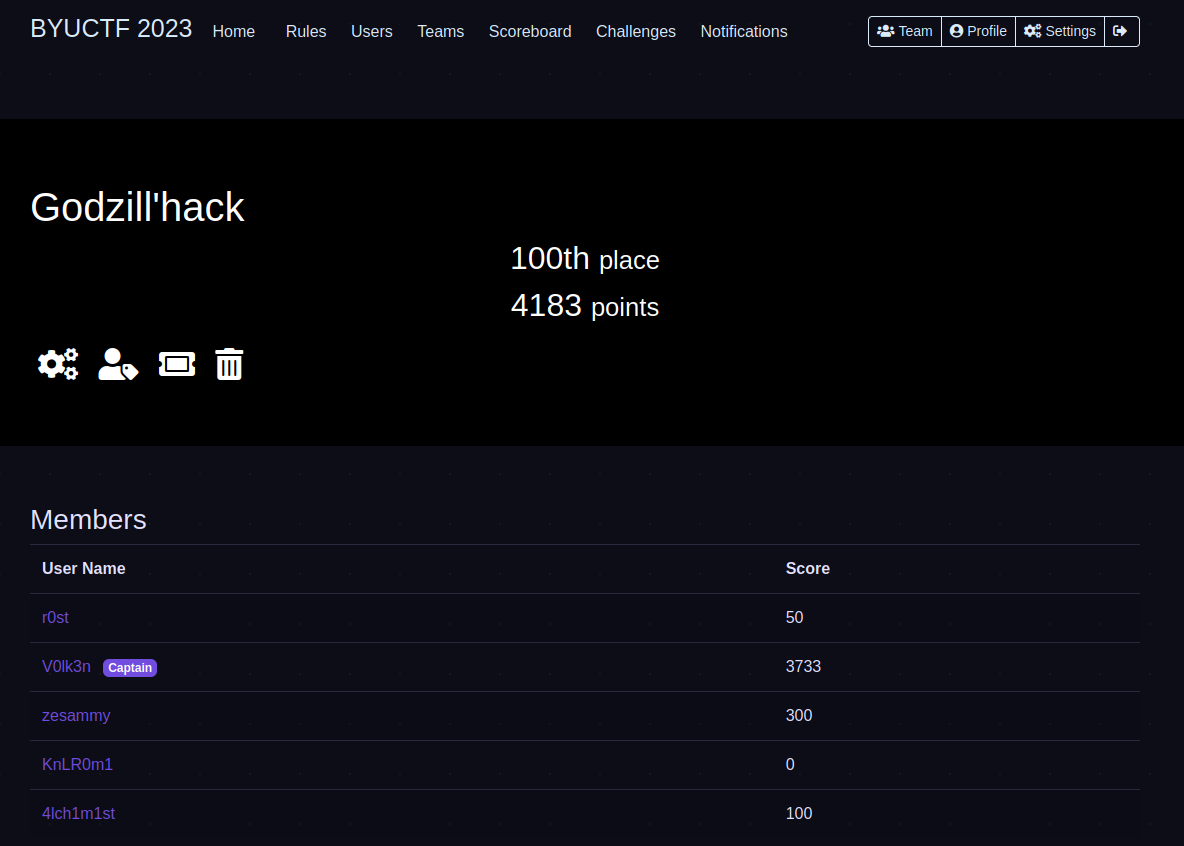 BYUCTF 2023 Home Rules Users Teams Scoreboard Challenges Notifications Team Profile Settings
Godzill'hack
100th place
4183 points
Members
User Name Score
r0st 50
V0lk3n Captain 3733
zesammy 300
KnLR0m1 0
4lch1m1st 100